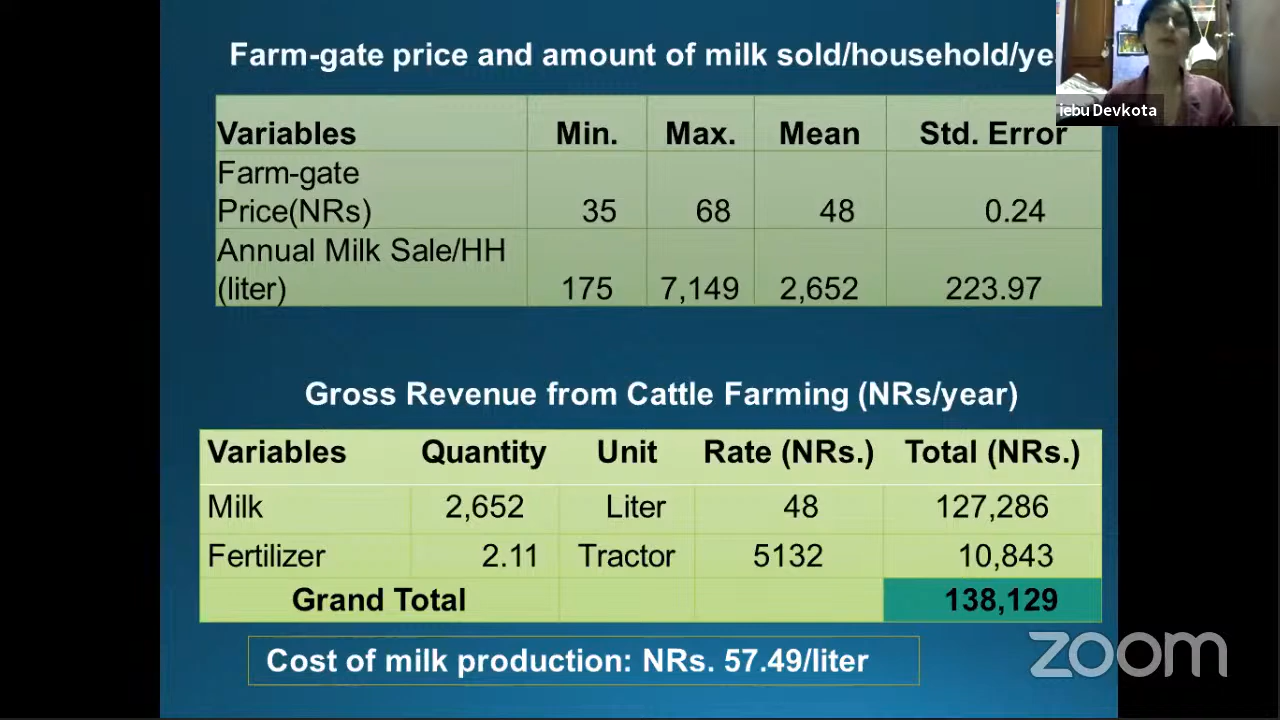 Farm-gate price and amount of milk sold/household/ye
iebu Devkota
Variables Min. Max. Mean Std. Error
Farm-gate
Price(NRs) 35 68 48 0.24
Annual Milk Sale/HH
(liter) 175 7,149 2,652 223.97
Gross Revenue from Cattle Farming (NRs/year)
Variables Quantity Unit Rate (NRs.) Total (NRs.)
Milk 2,652 Liter 48 127,286
Fertilizer 2.11 Tractor 5132 10,843
Grand Total 138,129
Cost of milk production: NRs. 57.49/liter
zoom